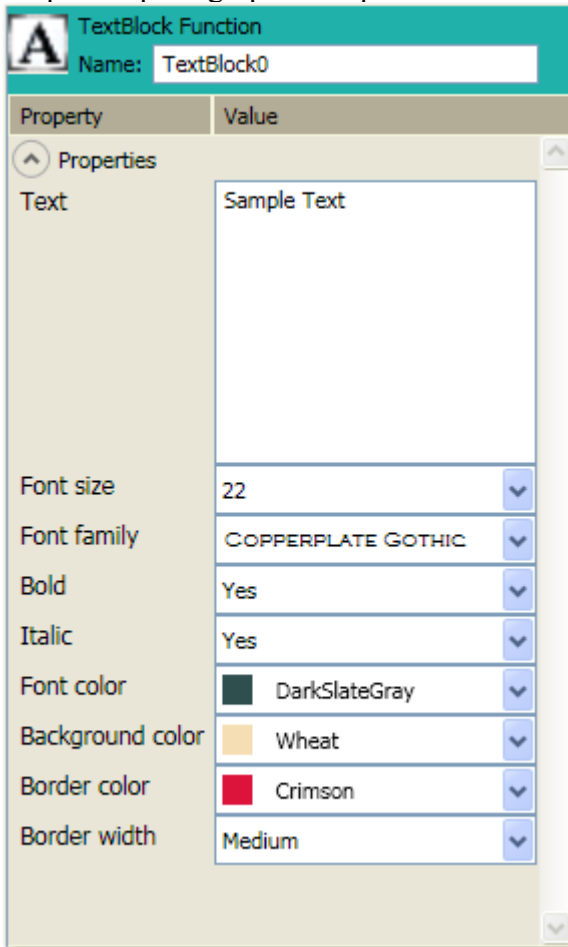 A
TextBlock Function
Name: TextBlock0
Property Value
Properties
Text Sample Text
Font size 22
Font family COPPERPLATE GOTHIC
Bold Yes
Italic Yes
Font color DarkSlateGray
Background color Wheat
Border color Crimson
Border width Medium